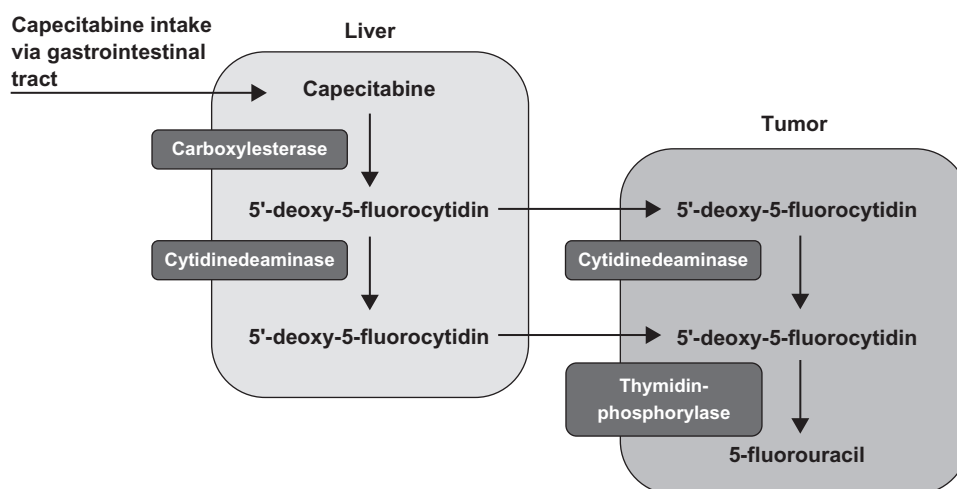 Capecitabine intake
via gastrointestinal
tract
Liver
Capecitabine
Carboxylesterase
5'-deoxy-5-fluorocytidin
Cytidinedeaminase
5'-deoxy-5-fluorocytidin
Tumor
5'-deoxy-5-fluorocytidin
Cytidinedeaminase
5'-deoxy-5-fluorocytidin
Thymidin-
phosphorylase
5-fluorouracil